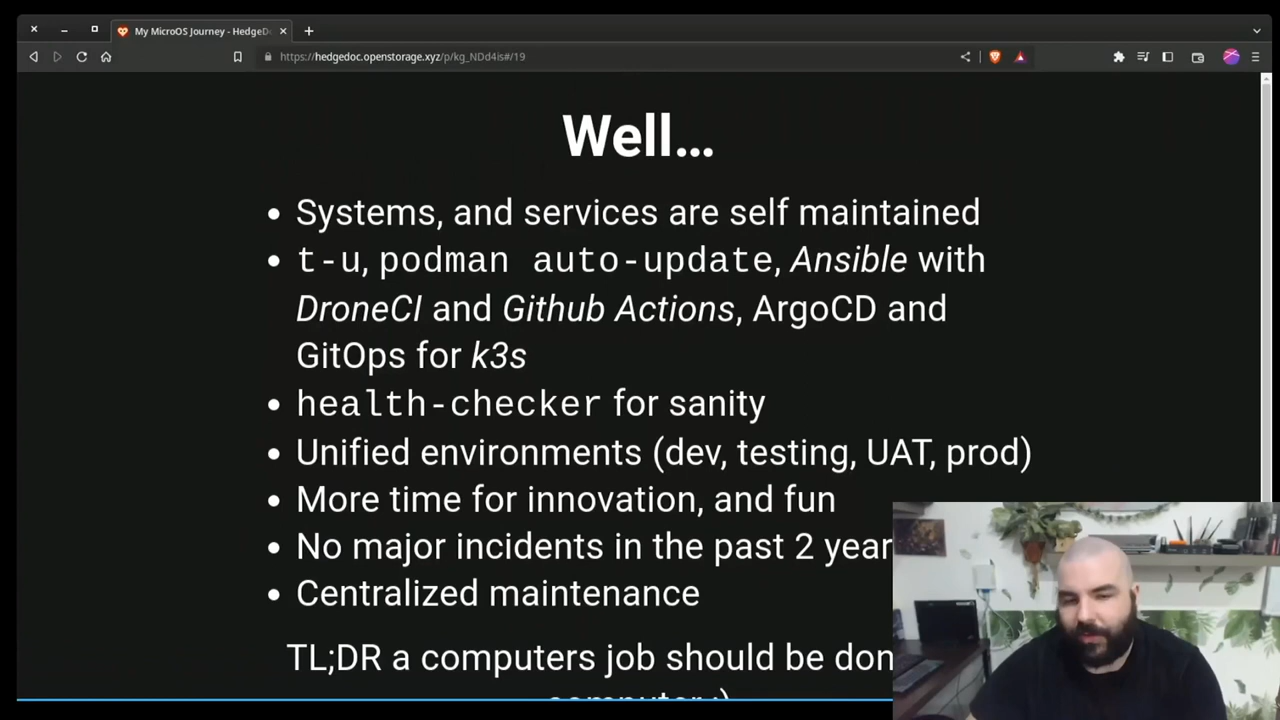 My MicroOS Journey - HedgeD
https://hedgedoc.openstorage.xyz/p/kg_NDd4is#/19
Well...
Systems, and services are self maintained
t-u, podman auto-update, Ansible with
DroneCI and Github Actions, ArgoCD and
GitOps for k3s
health-checker for sanity
Unified environments (dev, testing, UAT, prod)
More time for innovation, and fun
No major incidents in the past 2 year
Centralized maintenance
TL;DR a computers job should be don
computer :)